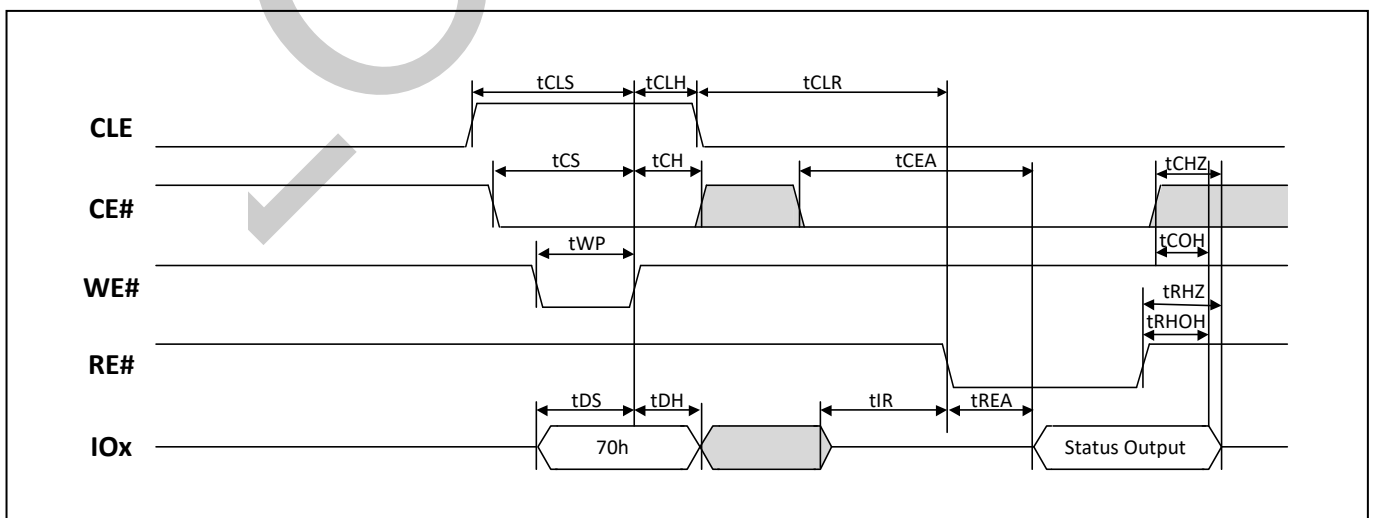 tCLS tCLH tCLR
CLE
tCS tCH tCEA tCHZ
CE#
tCOH
tWP
WE#
tRHZ
tRHOH
RE#
tDS tDH tIR tREA
IOx 70h Status Output